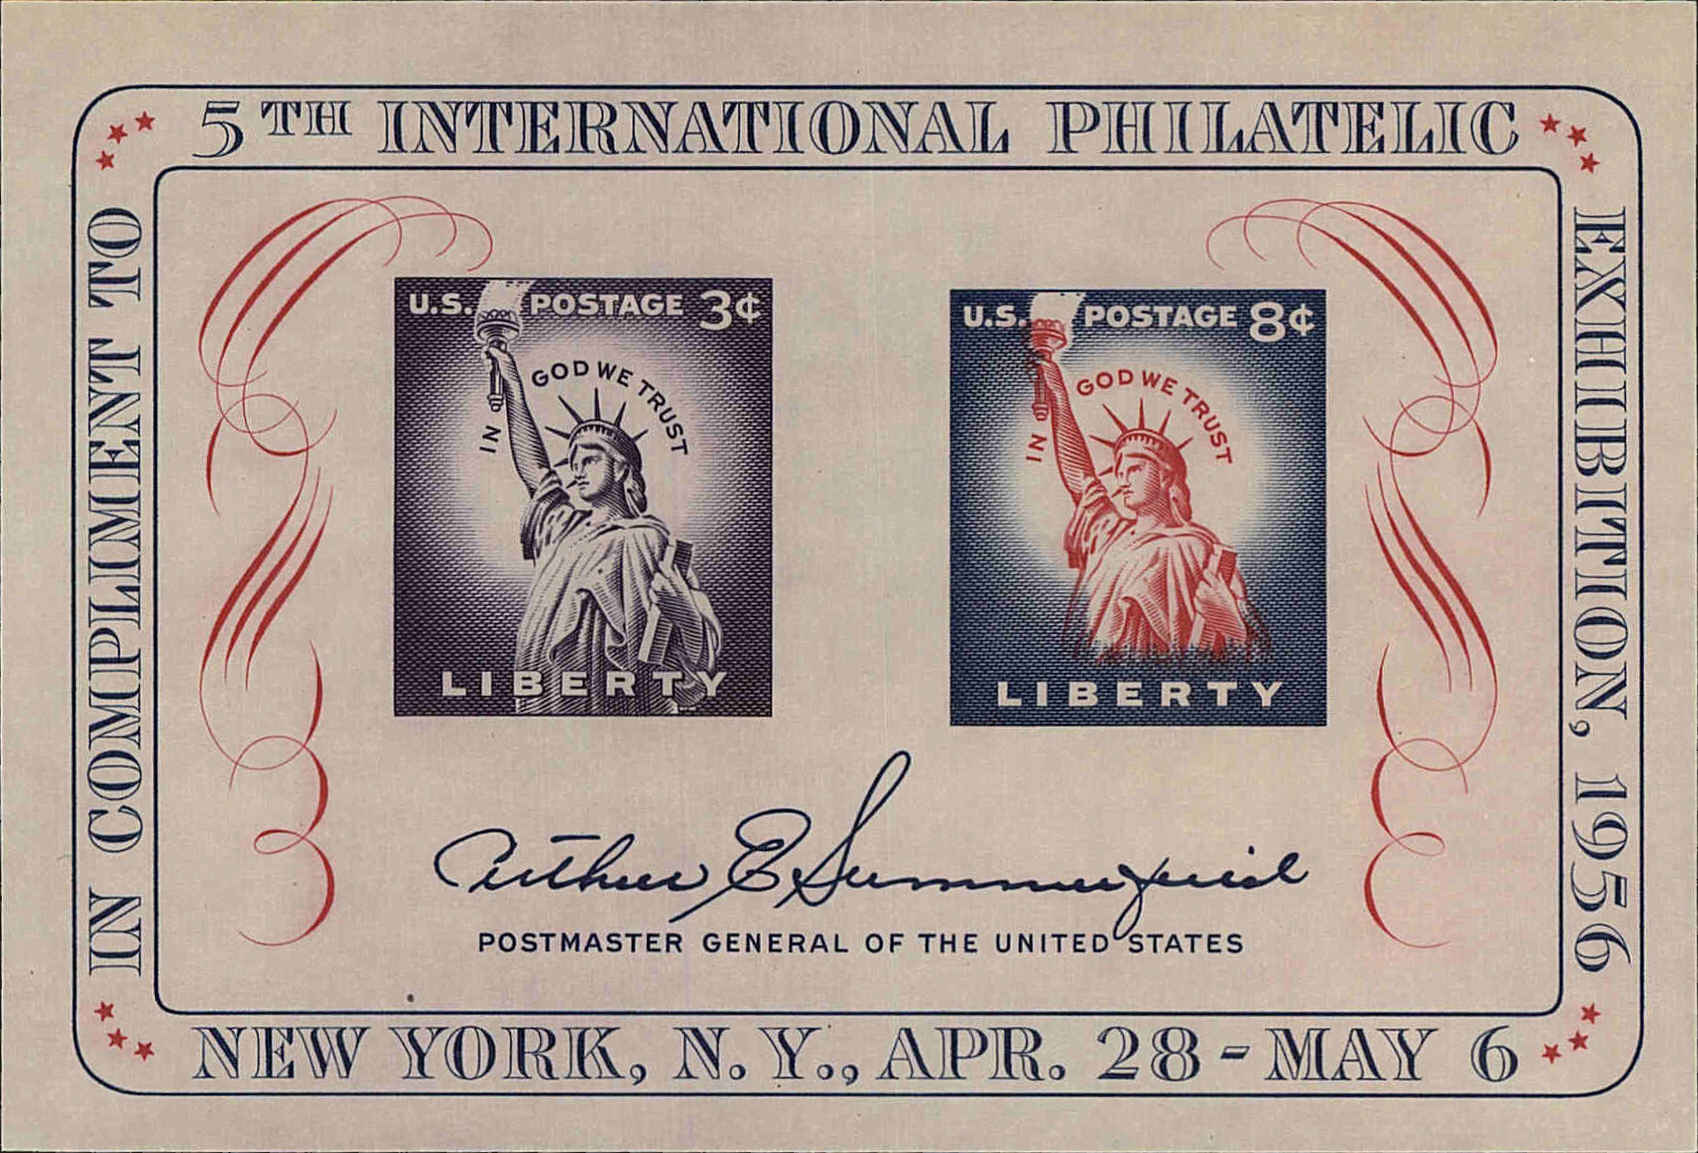 IN COMPLIMENT TO
5TH INTERNATIONAL PHILATELIC
EXHIBITION, 1956
NEW YORK, N.Y., APR. 28 - MAY 6
U.S. POSTAGE 3¢
IN GOD WE TRUST
LIBERTY
U.S. POSTAGE 8¢
IN GOD WE TRUST
LIBERTY
Arthur E Summerfield
POSTMASTER GENERAL OF THE UNITED STATES